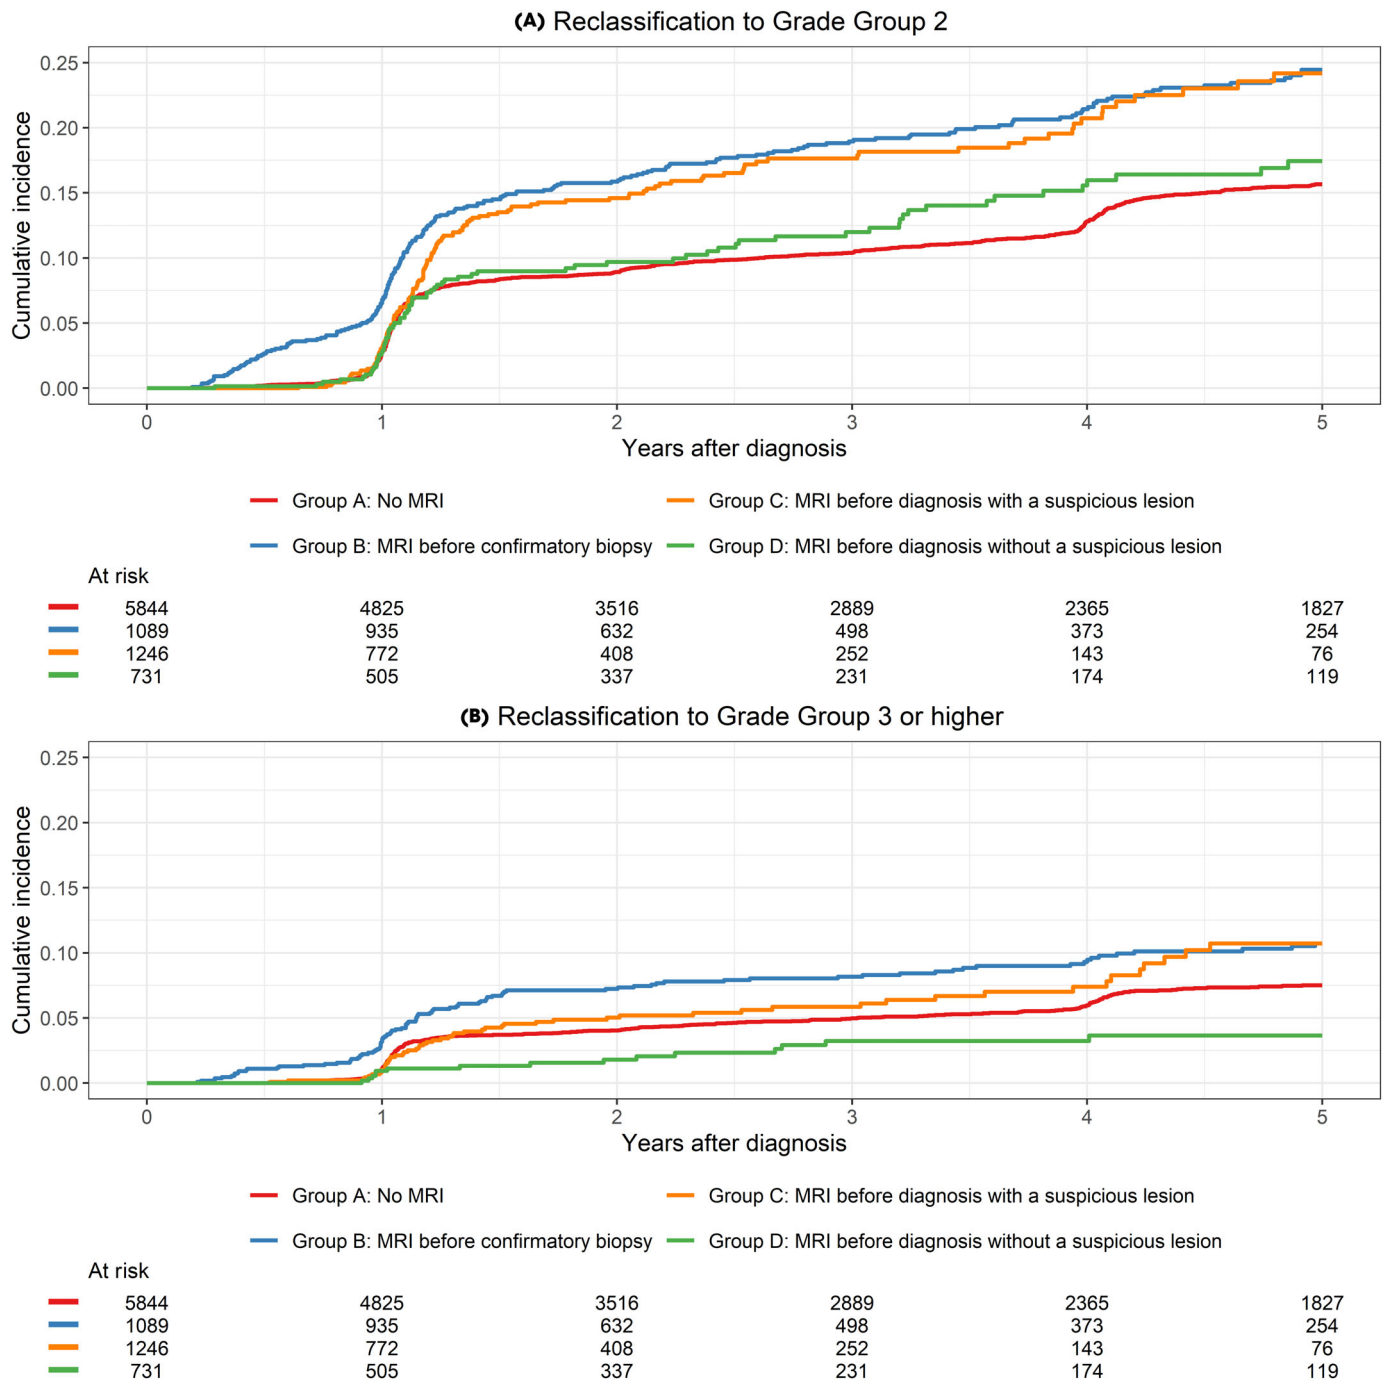 (A) Reclassification to Grade Group 2
Cumulative incidence
0.25
0.20
0.15
0.10
0.05
0.00
0 1 2 3 4 5
Years after diagnosis
Group A: No MRI
Group C: MRI before diagnosis with a suspicious lesion
Group B: MRI before confirmatory biopsy
Group D: MRI before diagnosis without a suspicious lesion
At risk
5844 4825 3516 2889 2365 1827
1089 935 632 498 373 254
1246 772 408 252 143 76
731 505 337 231 174 119
(B) Reclassification to Grade Group 3 or higher
Cumulative incidence
0.25
0.20
0.15
0.10
0.05
0.00
0 1 2 3 4 5
Years after diagnosis
Group A: No MRI
Group C: MRI before diagnosis with a suspicious lesion
Group B: MRI before confirmatory biopsy
Group D: MRI before diagnosis without a suspicious lesion
At risk
5844 4825 3516 2889 2365 1827
1089 935 632 498 373 254
1246 772 408 252 143 76
731 505 337 231 174 119